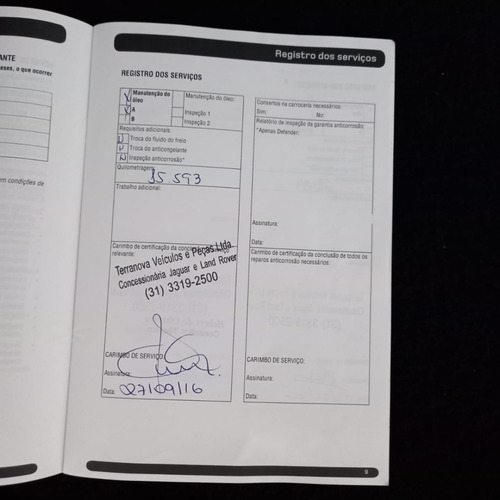 ANTE
eses, o que ocorrer
em condições de
Registro dos serviços
REGISTRO DOS SERVIÇOS
Manutenção do óleo
Manutenção do óleo:
A
Inspeção 1
B
Inspeção 2
Requisitos adicionais:
Troca do fluido do freio
Troca do anticongelante
Inspeção anticorrosão*
Quilometragem:
15.593
Trabalho adicional:
Carimbo de certificação da
relevante:
Terranova Veículos e Peças Ltda
Concessionária Jaguar e Land Rover
(31) 3319-2500
CARIMBO DE SERVIÇO
Assinatura:
Data: 27/09/16
Consertos na carroceria necessários:
Sim: No:
Relatório de inspeção da garantia anticorrosão:
*Apenas Defender:
Assinatura:
Data:
Carimbo de certificação da conclusão de todos os
reparos anticorrosão necessários:
CARIMBO DE SERVIÇO:
Assinatura:
Data:
9